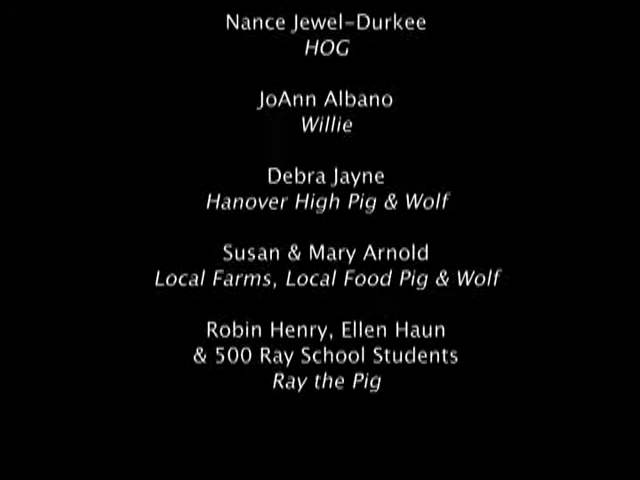 Nance Jewel-Durkee
HOG
JoAnn Albano
Willie
Debra Jayne
Hanover High Pig & Wolf
Susan & Mary Arnold
Local Farms, Local Food Pig & Wolf
Robin Henry, Ellen Haun
& 500 Ray School Students
Ray the Pig